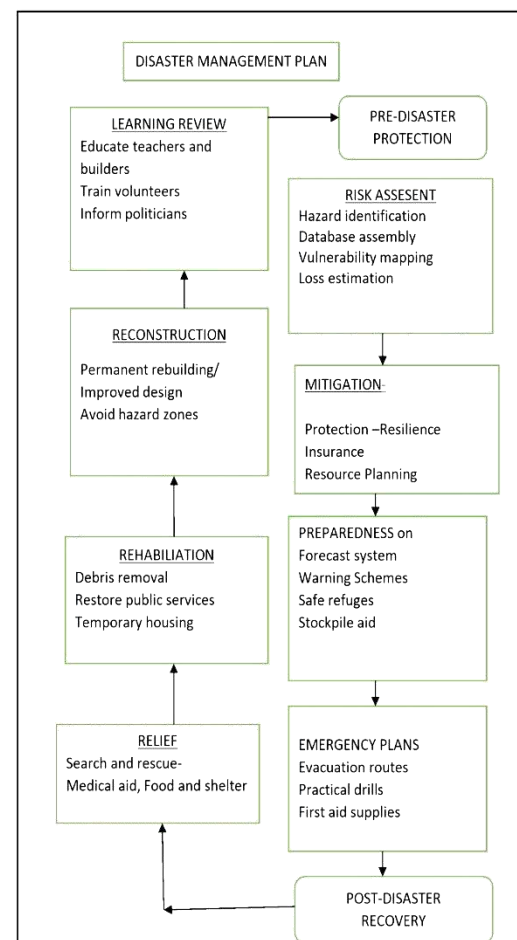 DISASTER MANAGEMENT PLAN
LEARNING REVIEW
Educate teachers and
builders
Train volunteers
Inform politicians
PRE-DISASTER
PROTECTION
RISK ASSESENT
Hazard identification
Database assembly
Vulnerability mapping
Loss estimation
MITIGATION-
Protection –Resilience
Insurance
Resource Planning
PREPAREDNESS on
Forecast system
Warning Schemes
Safe refuges
Stockpile aid
EMERGENCY PLANS
Evacuation routes
Practical drills
First aid supplies
POST-DISASTER
RECOVERY
RELIEF
Search and rescue-
Medical aid, Food and shelter
REHABILIATION
Debris removal
Restore public services
Temporary housing
RECONSTRUCTION
Permanent rebuilding/
Improved design
Avoid hazard zones